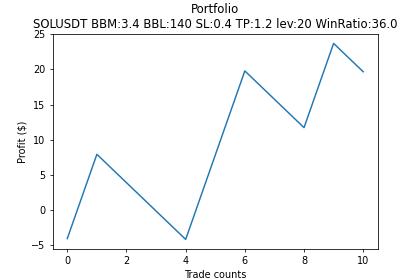 Portfolio
SOLUSDT BBM:3.4 BBL:140 SL:0.4 TP:1.2 lev:20 WinRatio:36.0
25
20
15
10
5
0
−5
Profit ($)
0 2 4 6 8 10
Trade counts